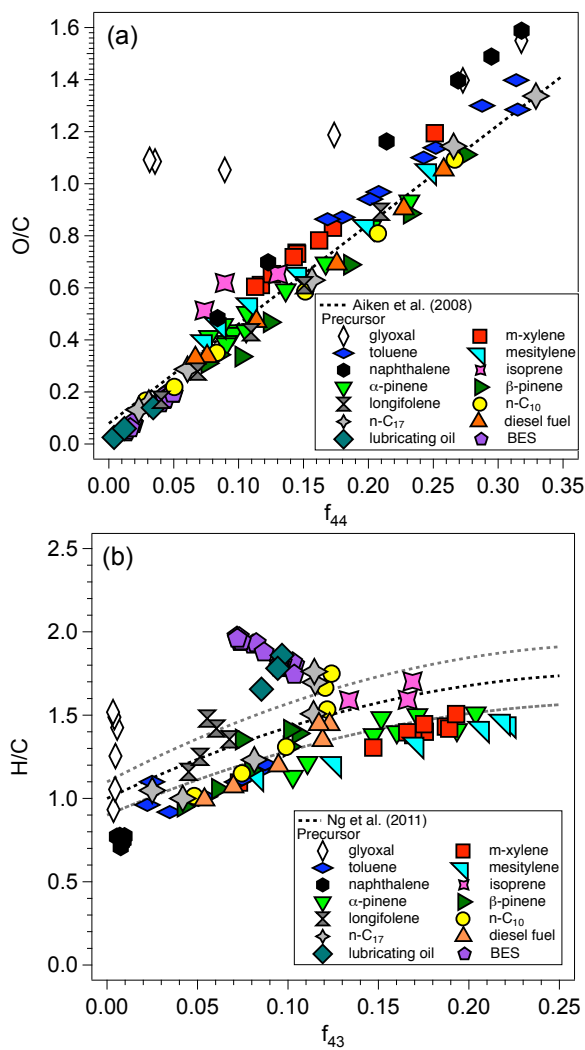 (a)
1.6
1.4
1.2
1.0
0.8
0.6
0.4
0.2
0.0
O/C
Aiken et al. (2008)
Precursor
glyoxal m-xylene
toluene mesitylene
naphthalene isoprene
α-pinene β-pinene
longifolene n-C₁₀
n-C₁₇ diesel fuel
lubricating oil BES
0.00 0.05 0.10 0.15 0.20 0.25 0.30 0.35
f₄₄
(b)
2.5
2.0
1.5
1.0
0.5
0.0
H/C
Ng et al. (2011)
Precursor
glyoxal m-xylene
toluene mesitylene
naphthalene isoprene
α-pinene β-pinene
longifolene n-C₁₀
n-C₁₇ diesel fuel
lubricating oil BES
0.00 0.05 0.10 0.15 0.20 0.25
f₄₃